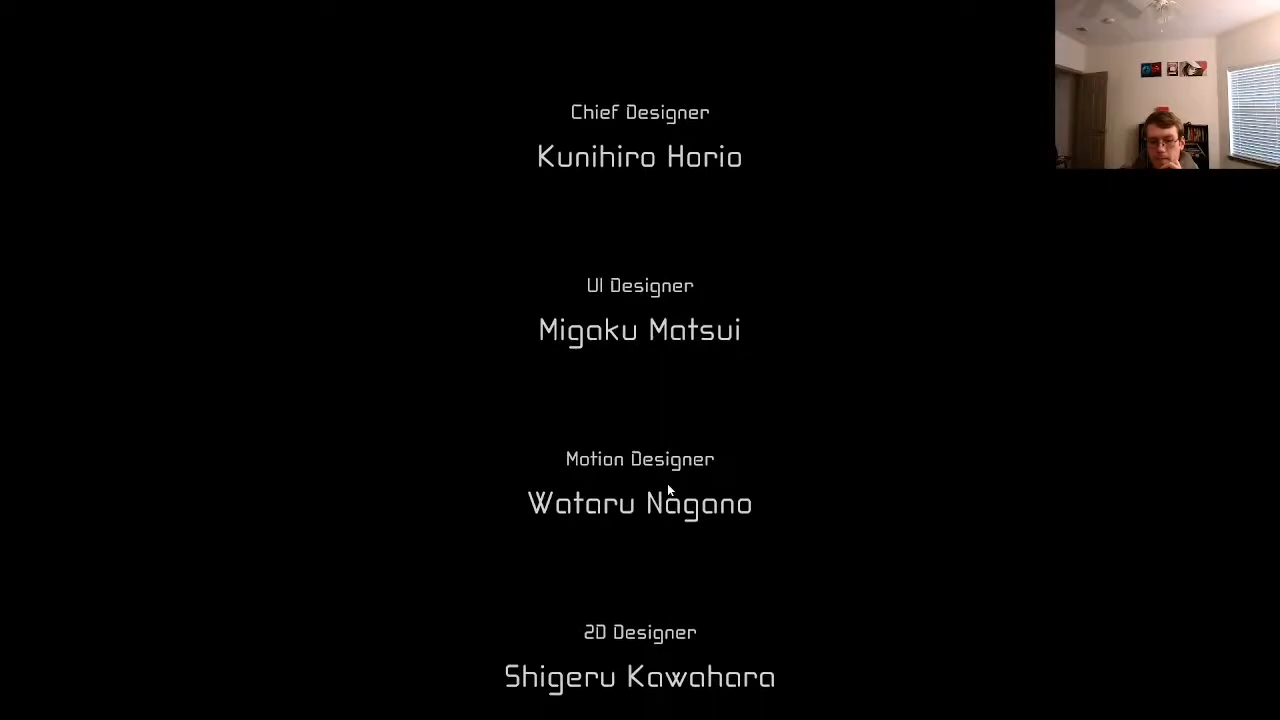 Chief Designer
Kunihiro Horio
UI Designer
Migaku Matsui
Motion Designer
Wataru Nagano
2D Designer
Shigeru Kawahara